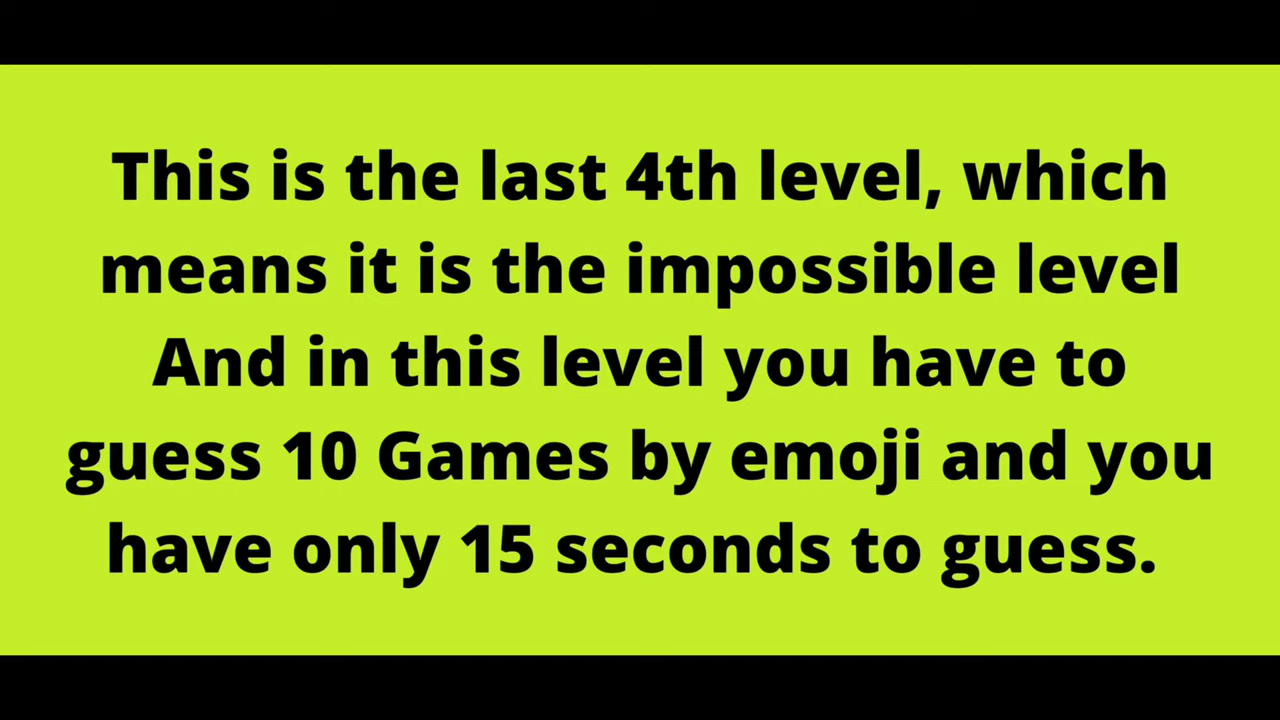 This is the last 4th level, which
means it is the impossible level
And in this level you have to
guess 10 Games by emoji and you
have only 15 seconds to guess.